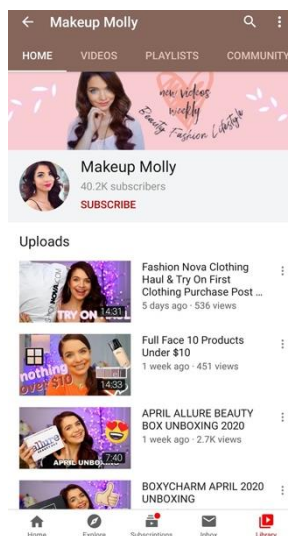 Makeup Molly
HOME VIDEOS PLAYLISTS COMMUNITY
new videos
weekly
Beauty Fashion Lifestyle
Makeup Molly
40.2K subscribers
SUBSCRIBE
Uploads
Fashion Nova Clothing
Haul & Try On First
Clothing Purchase Post ...
5 days ago · 536 views
NOVA.COM
TRY ON
14:31
Full Face 10 Products
Under $10
1 week ago · 451 views
nothing
over $10
14:33
APRIL ALLURE BEAUTY
BOX UNBOXING 2020
1 week ago · 2.7K views
allure
APRIL UNBO
7:40
BOXYCHARM APRIL 2020
UNBOXING
Home Explore Subscriptions Inbox Library